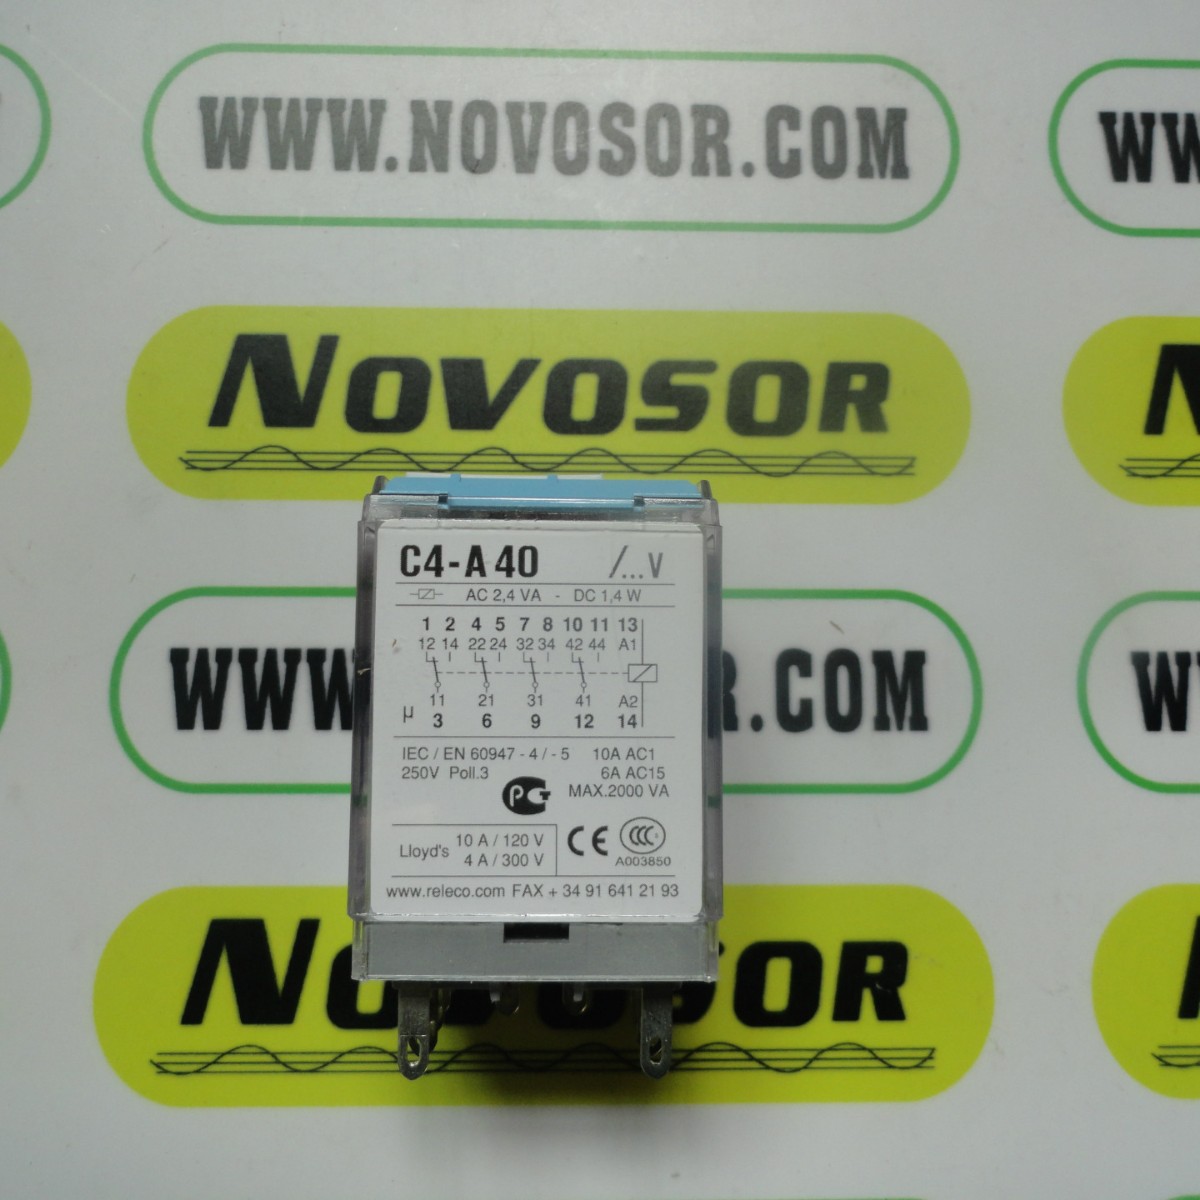 WWW.NOVOSOR.COM
NOVOSOR
C4-A 40 /...V
AC 2,4 VA - DC 1,4 W
1 2 4 5 7 8 10 11 13
12 14 22 24 32 34 42 44 A1
11 21 31 41 A2
µ 3 6 9 12 14
IEC / EN 60947 - 4 / - 5 10A AC1
250V Poll.3 6A AC15
MAX.2000 VA
PG
Lloyd's 10 A / 120 V
4 A / 300 V
CE CCC
A003850
www.releco.com FAX + 34 91 641 21 93
NOVOSOR